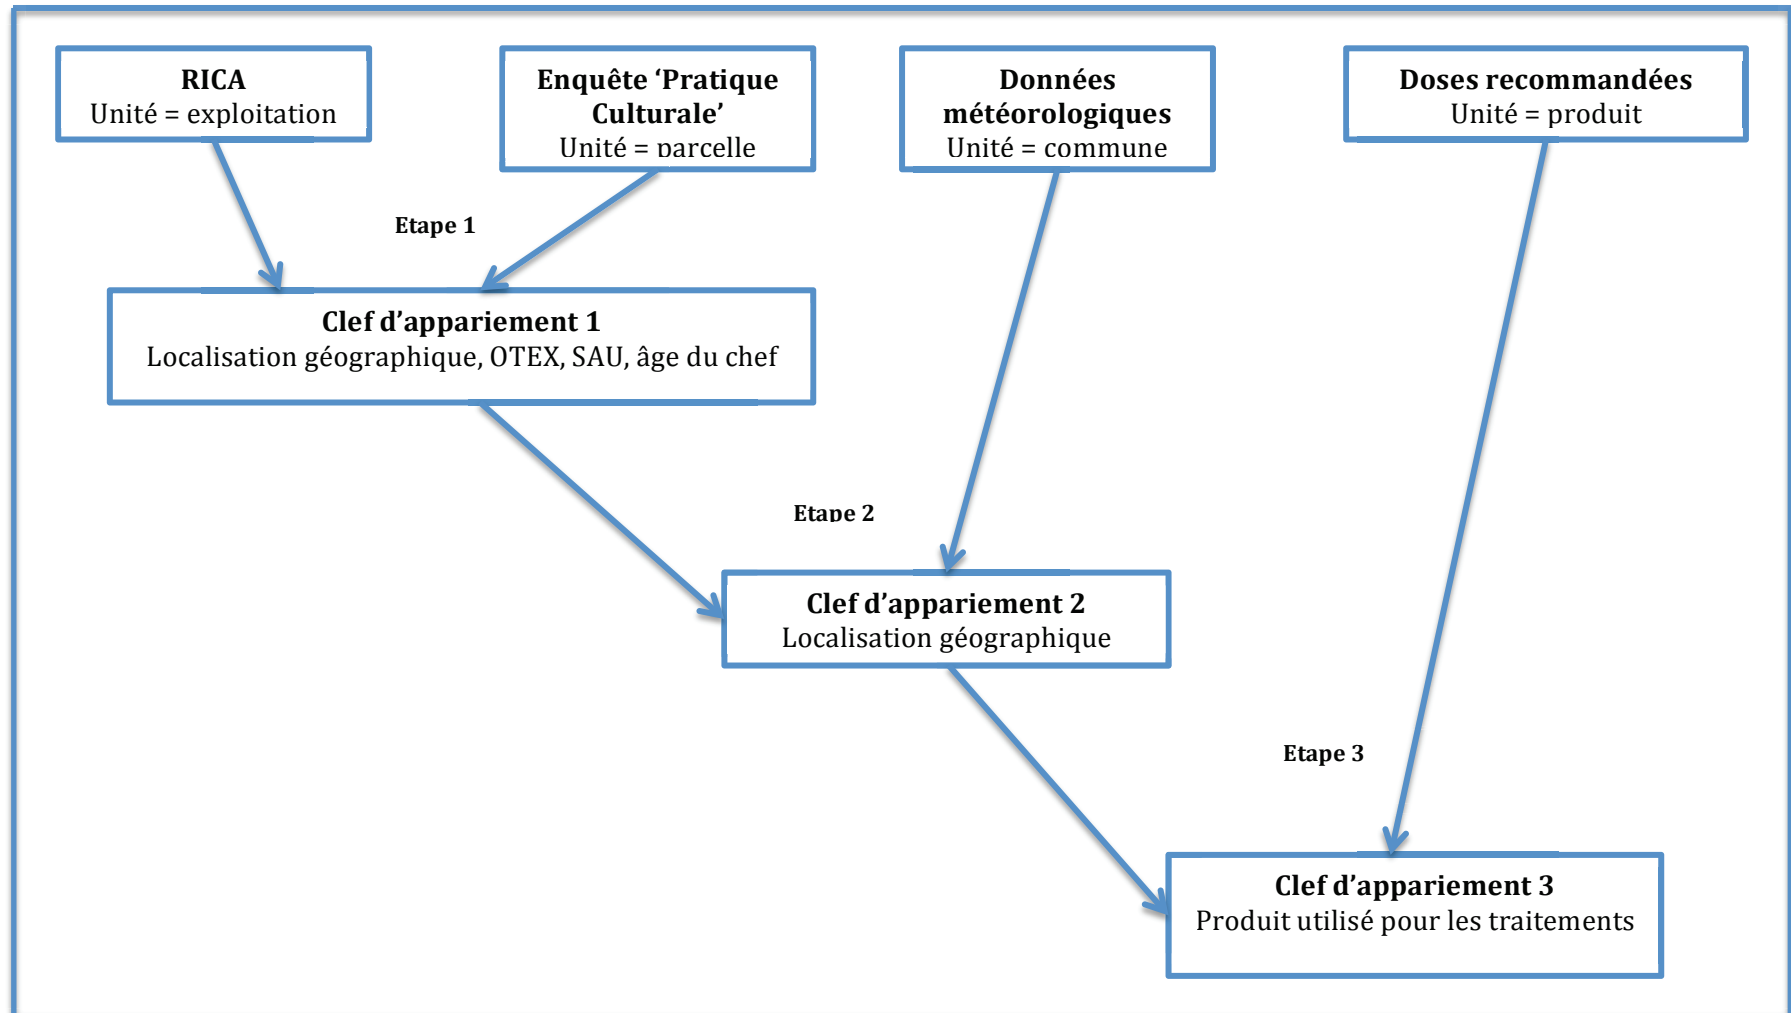 RICA
Unité = exploitation
Enquête ‘Pratique
Culturale’
Unité = parcelle
Données
météorologiques
Unité = commune
Doses recommandées
Unité = produit
Etape 1
Clef d’appariement 1
Localisation géographique, OTEX, SAU, âge du chef
Etape 2
Clef d’appariement 2
Localisation géographique
Etape 3
Clef d’appariement 3
Produit utilisé pour les traitements